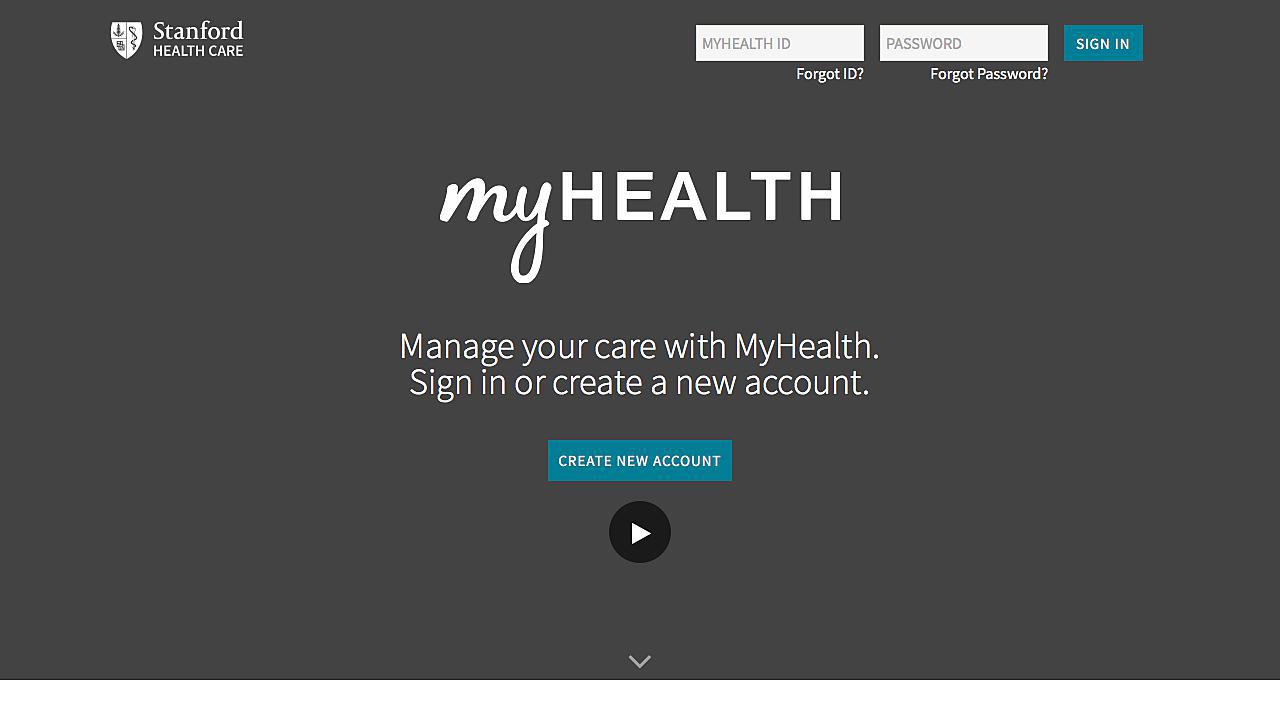 Stanford
HEALTH CARE
MYHEALTH ID
PASSWORD
SIGN IN
Forgot ID?
Forgot Password?
myHEALTH
Manage your care with MyHealth.
Sign in or create a new account.
CREATE NEW ACCOUNT